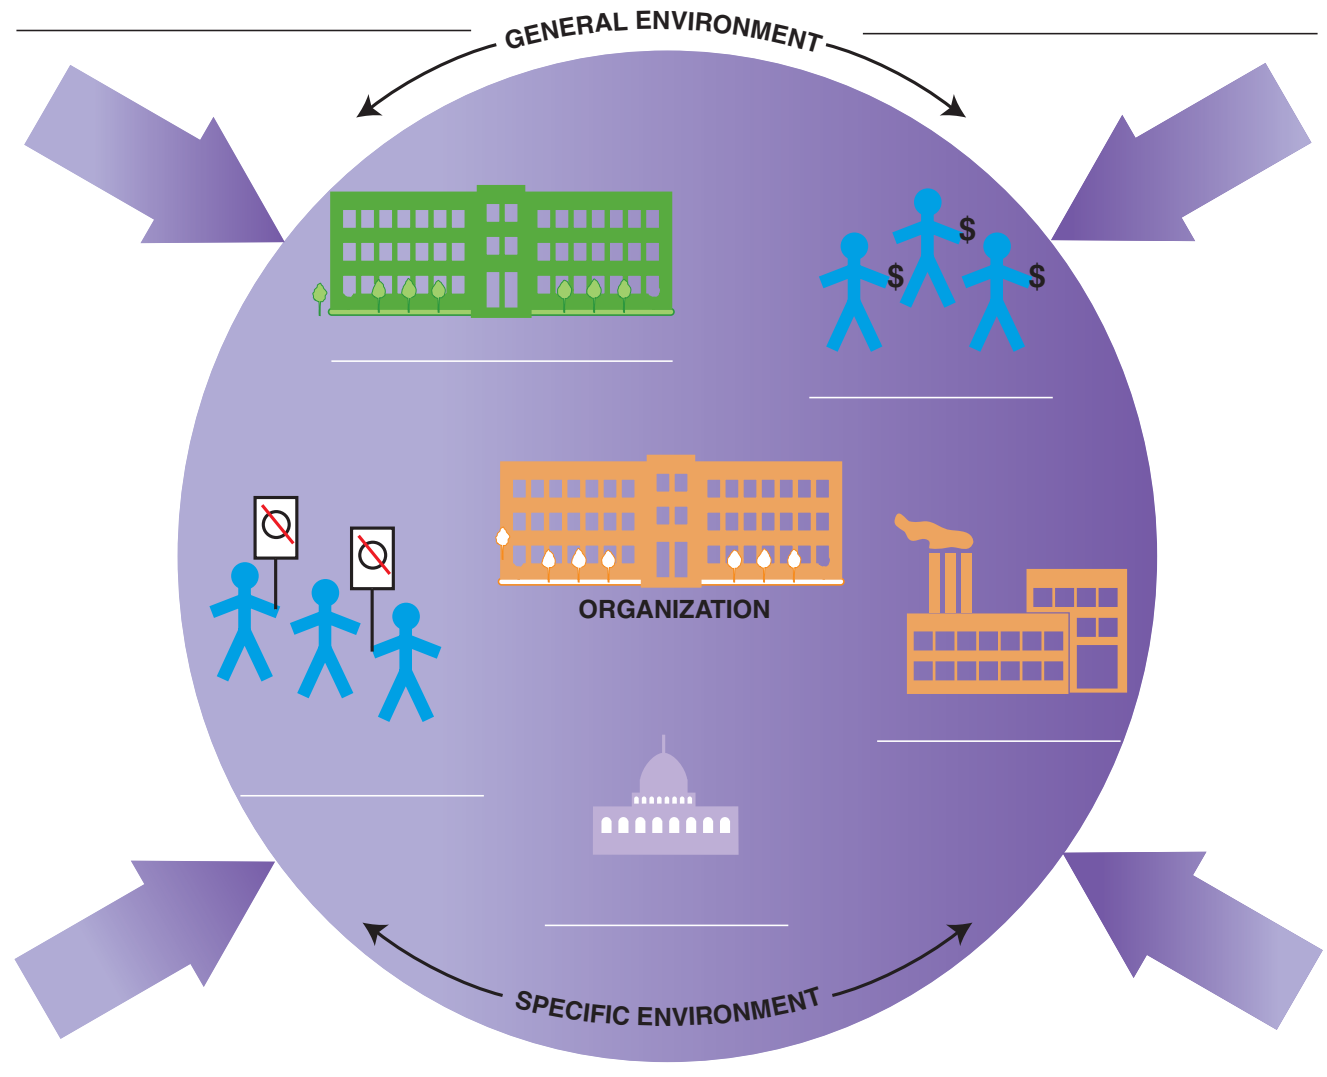 GENERAL ENVIRONMENT
$
$
$
ORGANIZATION
SPECIFIC ENVIRONMENT